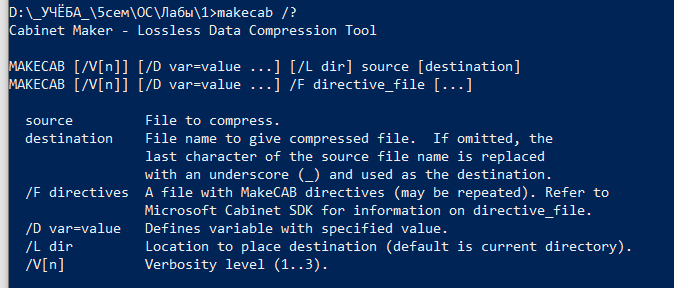 D:\_УЧЁБА_\5сем\ОС\Лабы\1>makecab /?
Cabinet Maker - Lossless Data Compression Tool
MAKECAB [/V[n]] [/D var=value ...] [/L dir] source [destination]
MAKECAB [/V[n]] [/D var=value ...] /F directive_file [...]
source         File to compress.
destination    File name to give compressed file.  If omitted, the
last character of the source file name is replaced
with an underscore (_) and used as the destination.
/F directives  A file with MakeCAB directives (may be repeated). Refer to
Microsoft Cabinet SDK for information on directive_file.
/D var=value   Defines variable with specified value.
/L dir         Location to place destination (default is current directory).
/V[n]          Verbosity level (1..3).